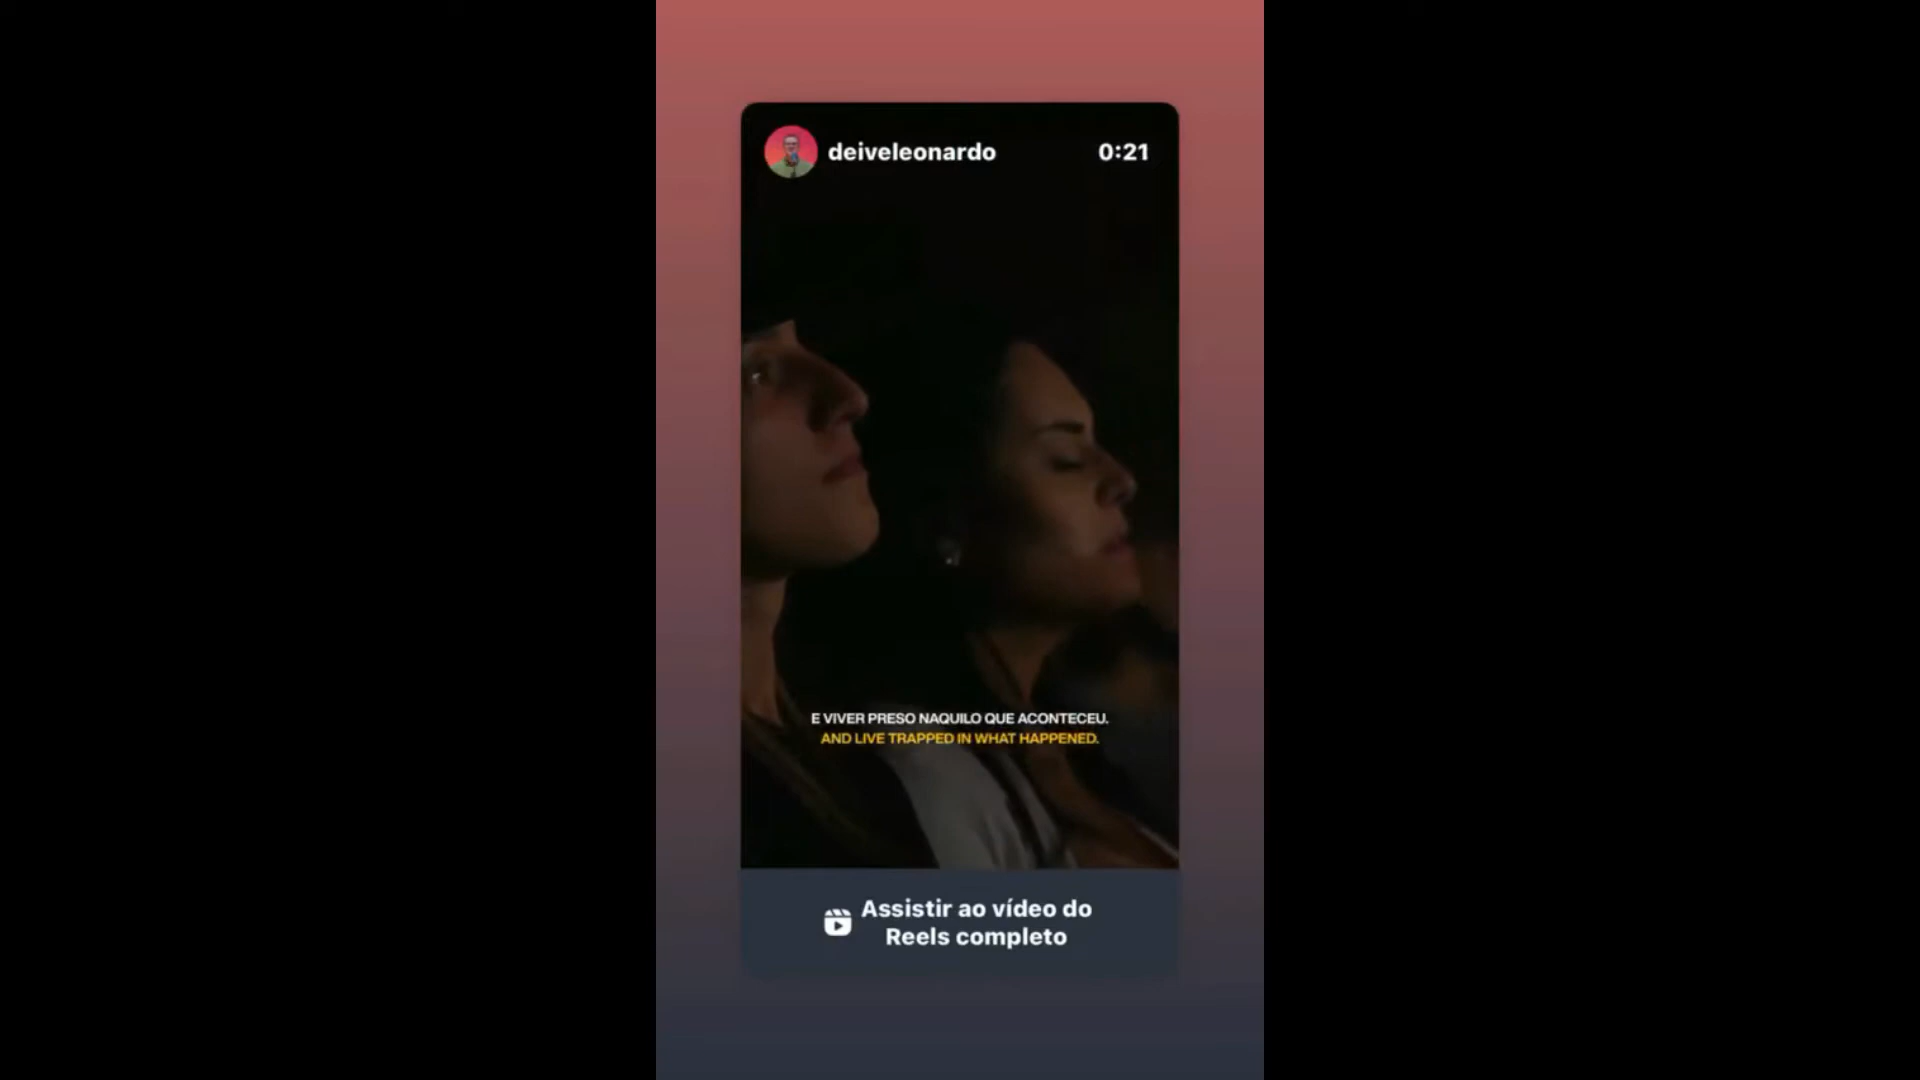 deiveleonardo 0:21
E VIVER PRESO NAQUILO QUE ACONTECEU.
AND LIVE TRAPPED IN WHAT HAPPENED.
Assistir ao vídeo do
Reels completo